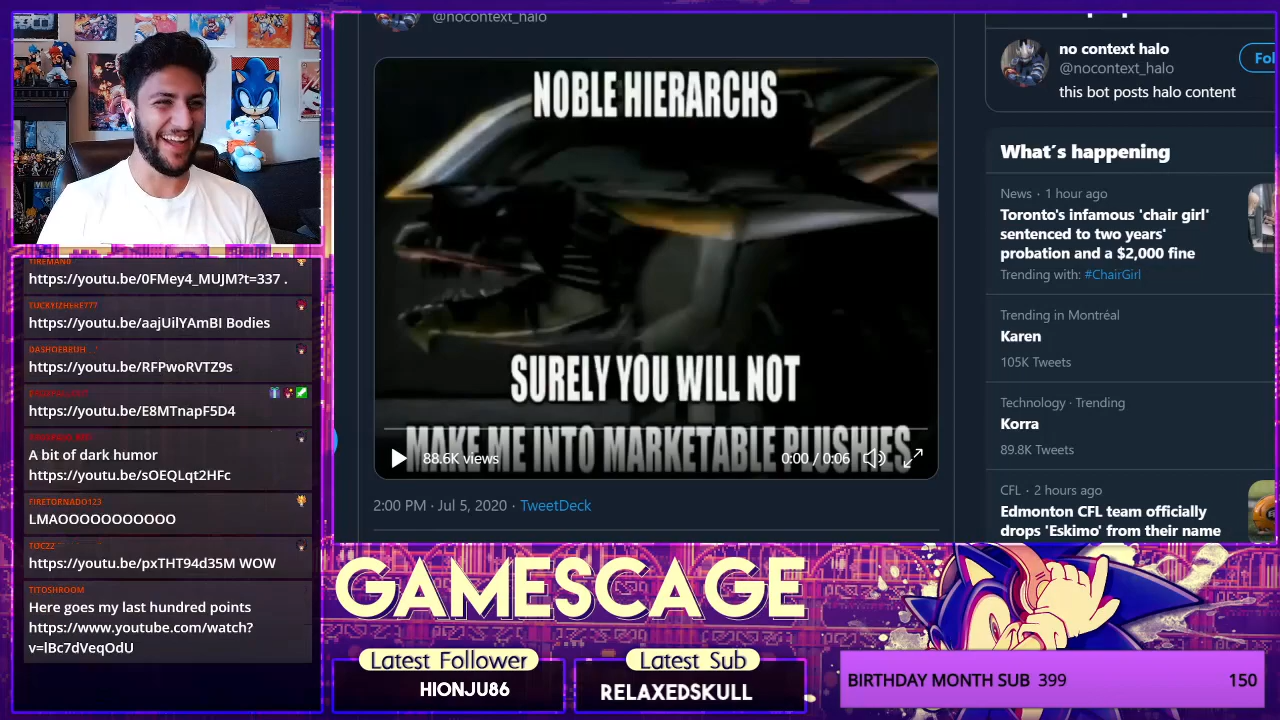 @nocontext_halo
NOBLE HIERARCHS
SURELY YOU WILL NOT
MAKE ME INTO MARKETABLE PLUSHIES
88.6K views
0:00 / 0:06
2:00 PM · Jul 5, 2020 · TweetDeck
no context halo
@nocontext_halo
this bot posts halo content
Fol
What's happening
News · 1 hour ago
Toronto's infamous 'chair girl'
sentenced to two years'
probation and a $2,000 fine
Trending with: #ChairGirl
Trending in Montréal
Karen
105K Tweets
Technology · Trending
Korra
89.8K Tweets
CFL · 2 hours ago
Edmonton CFL team officially
drops 'Eskimo' from their name
https://youtu.be/0FMey4_MUJM?t=337 .
TUCKYIZHERE777
https://youtu.be/aajUilYAmBI Bodies
https://youtu.be/RFPwoRVTZ9s
https://youtu.be/E8MTnapF5D4
A bit of dark humor
https://youtu.be/sOEQLqt2HFc
FIRETORNADO123
LMAOOOOOOOOOOO
https://youtu.be/pxTHT94d35M WOW
TITOSHROOM
Here goes my last hundred points
https://www.youtube.com/watch?
v=lBc7dVeqOdU
GAMESCAGE
Latest Follower
HIONJU86
Latest Sub
RELAXEDSKULL
BIRTHDAY MONTH SUB 399
150